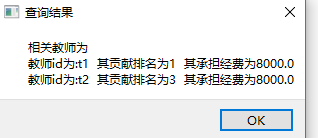 查询结果
相关教师为
教师id为:t1 其贡献排名为1 其承担经费为8000.0
教师id为:t2 其贡献排名为3 其承担经费为8000.0
OK